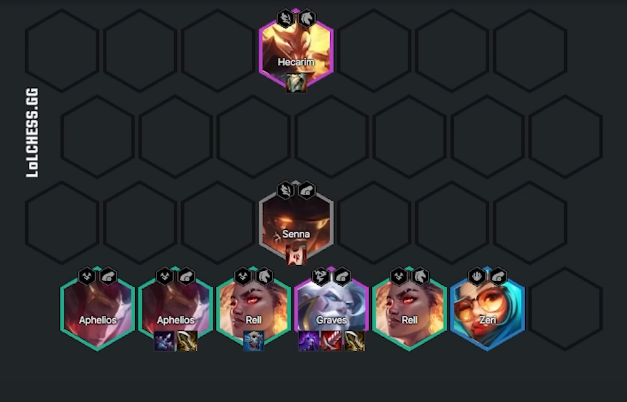 Hecarim
LoLCHESS.GG
Senna
Aphelios
Aphelios
Rell
Graves
Rell
Zeri